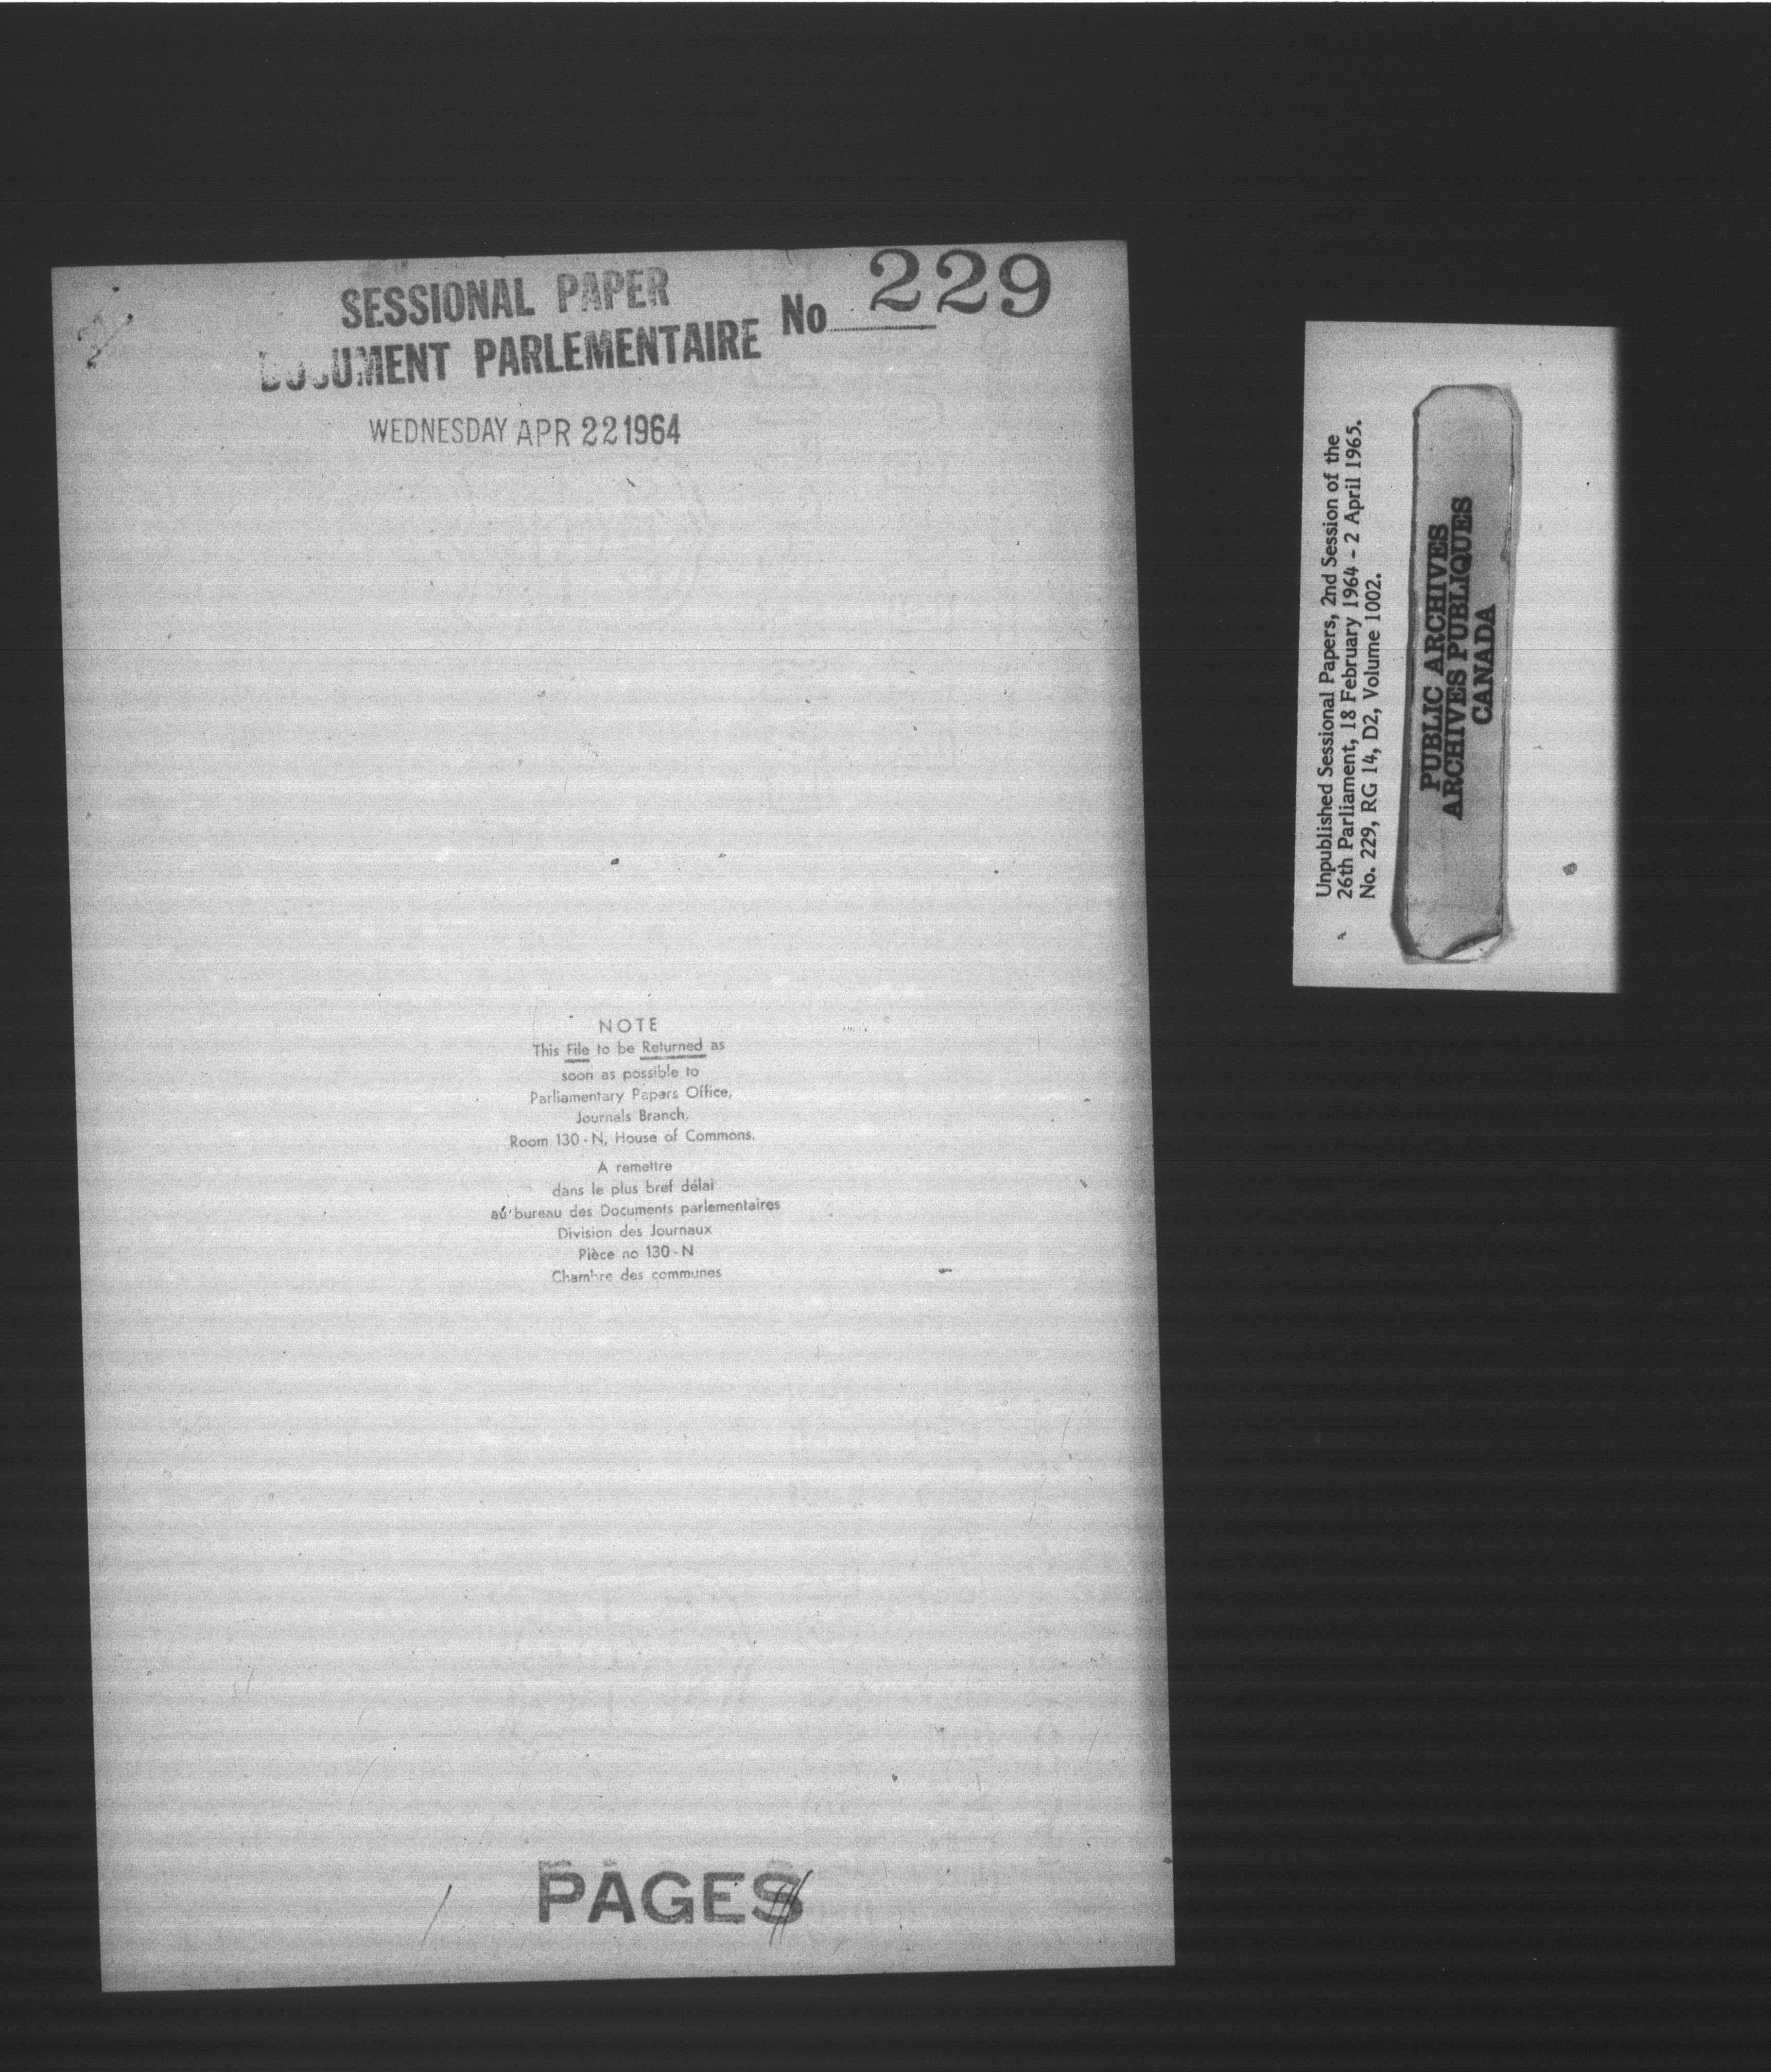 SESSIONAL PAPER
DOCUMENT PARLEMENTAIRE No 229
WEDNESDAY APR 22 1964
NOTE
This File to be Returned as
soon as possible to
Parliamentary Papers Office,
Journals Branch,
Room 130-N, House of Commons.
A remettre
dans le plus bref délai
au bureau des Documents parlementaires
Division des Journaux
Pièce no 130-N
Chambre des communes
1 PAGES
Unpublished Sessional Papers, 2nd Session of the
26th Parliament, 18 February 1964 - 2 April 1965.
No. 229, RG 14, D2, Volume 1002.
PUBLIC ARCHIVES
ARCHIVES PUBLIQUES
CANADA